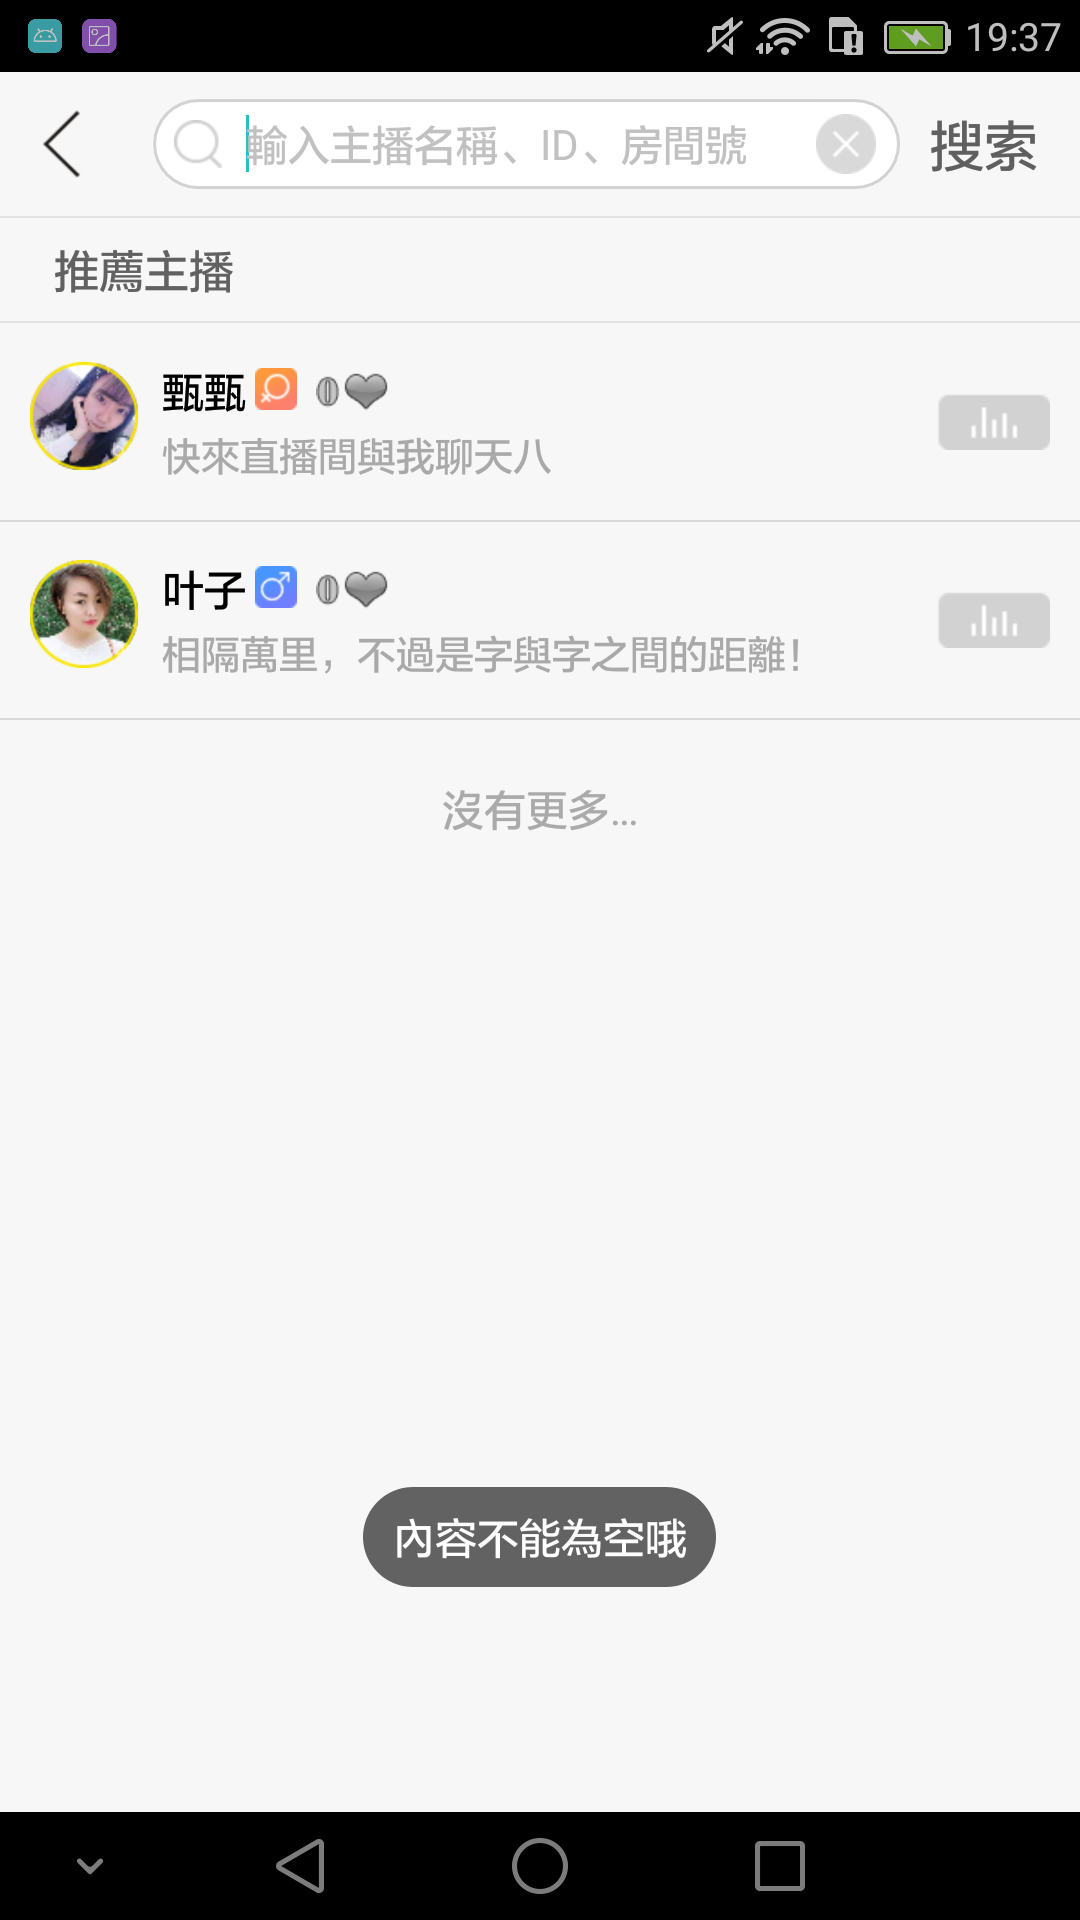 19:37
輸入主播名稱、ID、房間號
搜索
推薦主播
甄甄 0
快來直播間與我聊天八
叶子 0
相隔萬里，不過是字與字之間的距離！
沒有更多...
內容不能為空哦